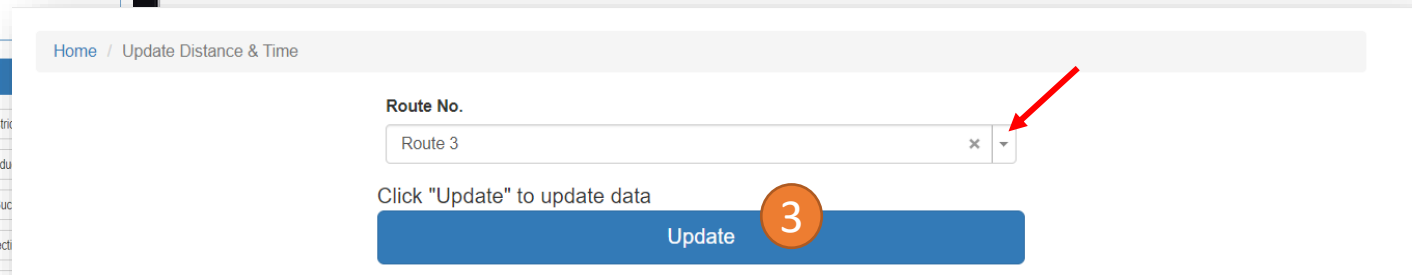 Home / Update Distance & Time
Route No.
Route 3
Click "Update" to update data
3
Update